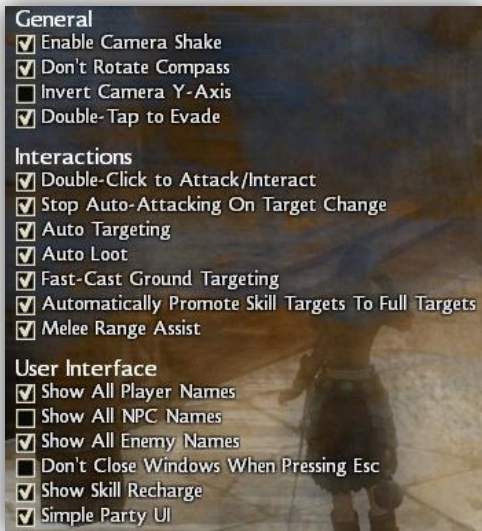 General
Enable Camera Shake
Don't Rotate Compass
Invert Camera Y-Axis
Double-Tap to Evade
Interactions
Double-Click to Attack/Interact
Stop Auto-Attacking On Target Change
Auto Targeting
Auto Loot
Fast-Cast Ground Targeting
Automatically Promote Skill Targets To Full Targets
Melee Range Assist
User Interface
Show All Player Names
Show All NPC Names
Show All Enemy Names
Don't Close Windows When Pressing Esc
Show Skill Recharge
Simple Party UI